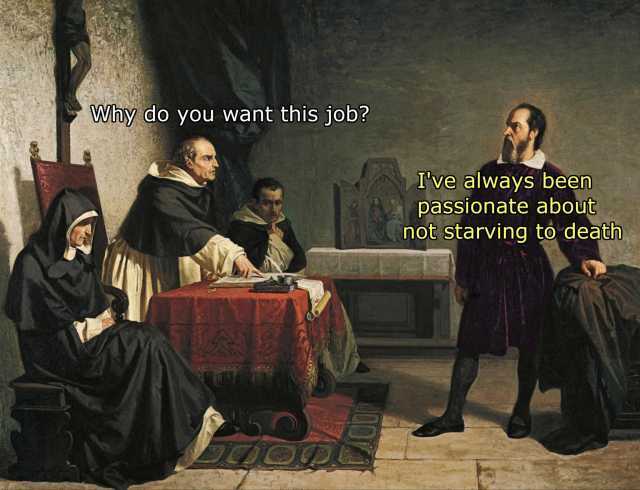 Why do you want this job?
I've always been
passionate about
not starving to death